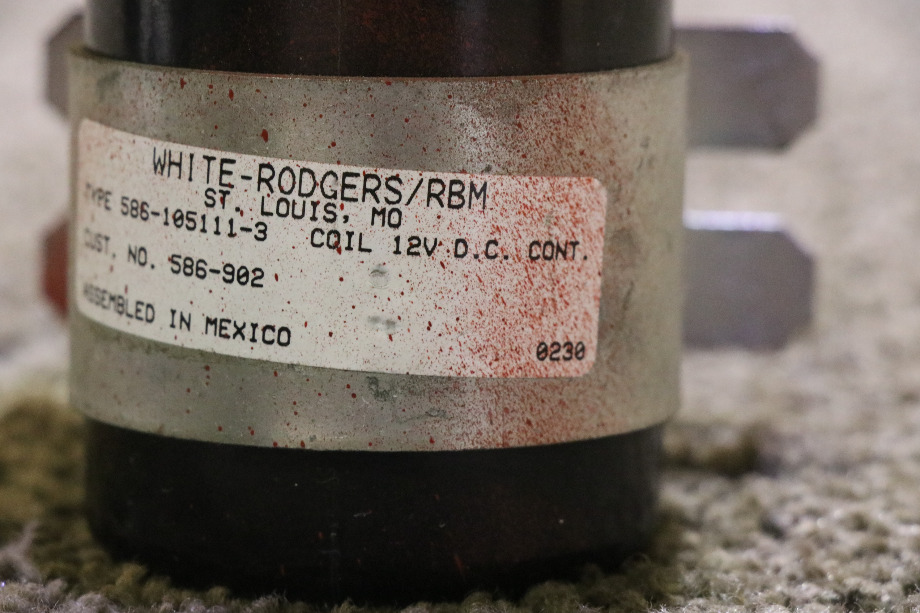 WHITE-RODGERS/RBM
ST. LOUIS, MO
TYPE 586-105111-3 COIL 12V D.C. CONT.
CUST. NO. 586-902
ASSEMBLED IN MEXICO
0230